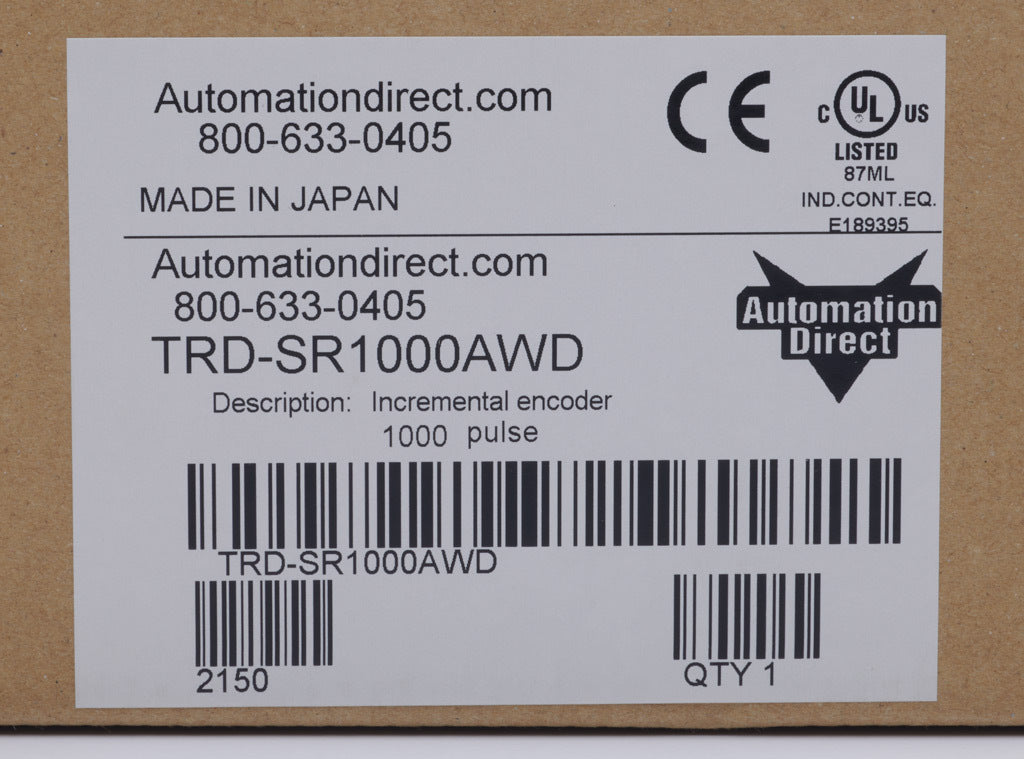 Automationdirect.com
800-633-0405
MADE IN JAPAN
CE
C UL US
LISTED
87ML
IND.CONT.EQ.
E189395
Automationdirect.com
800-633-0405
TRD-SR1000AWD
Automation
Direct
Description: Incremental encoder
1000 pulse
TRD-SR1000AWD
2150
QTY 1